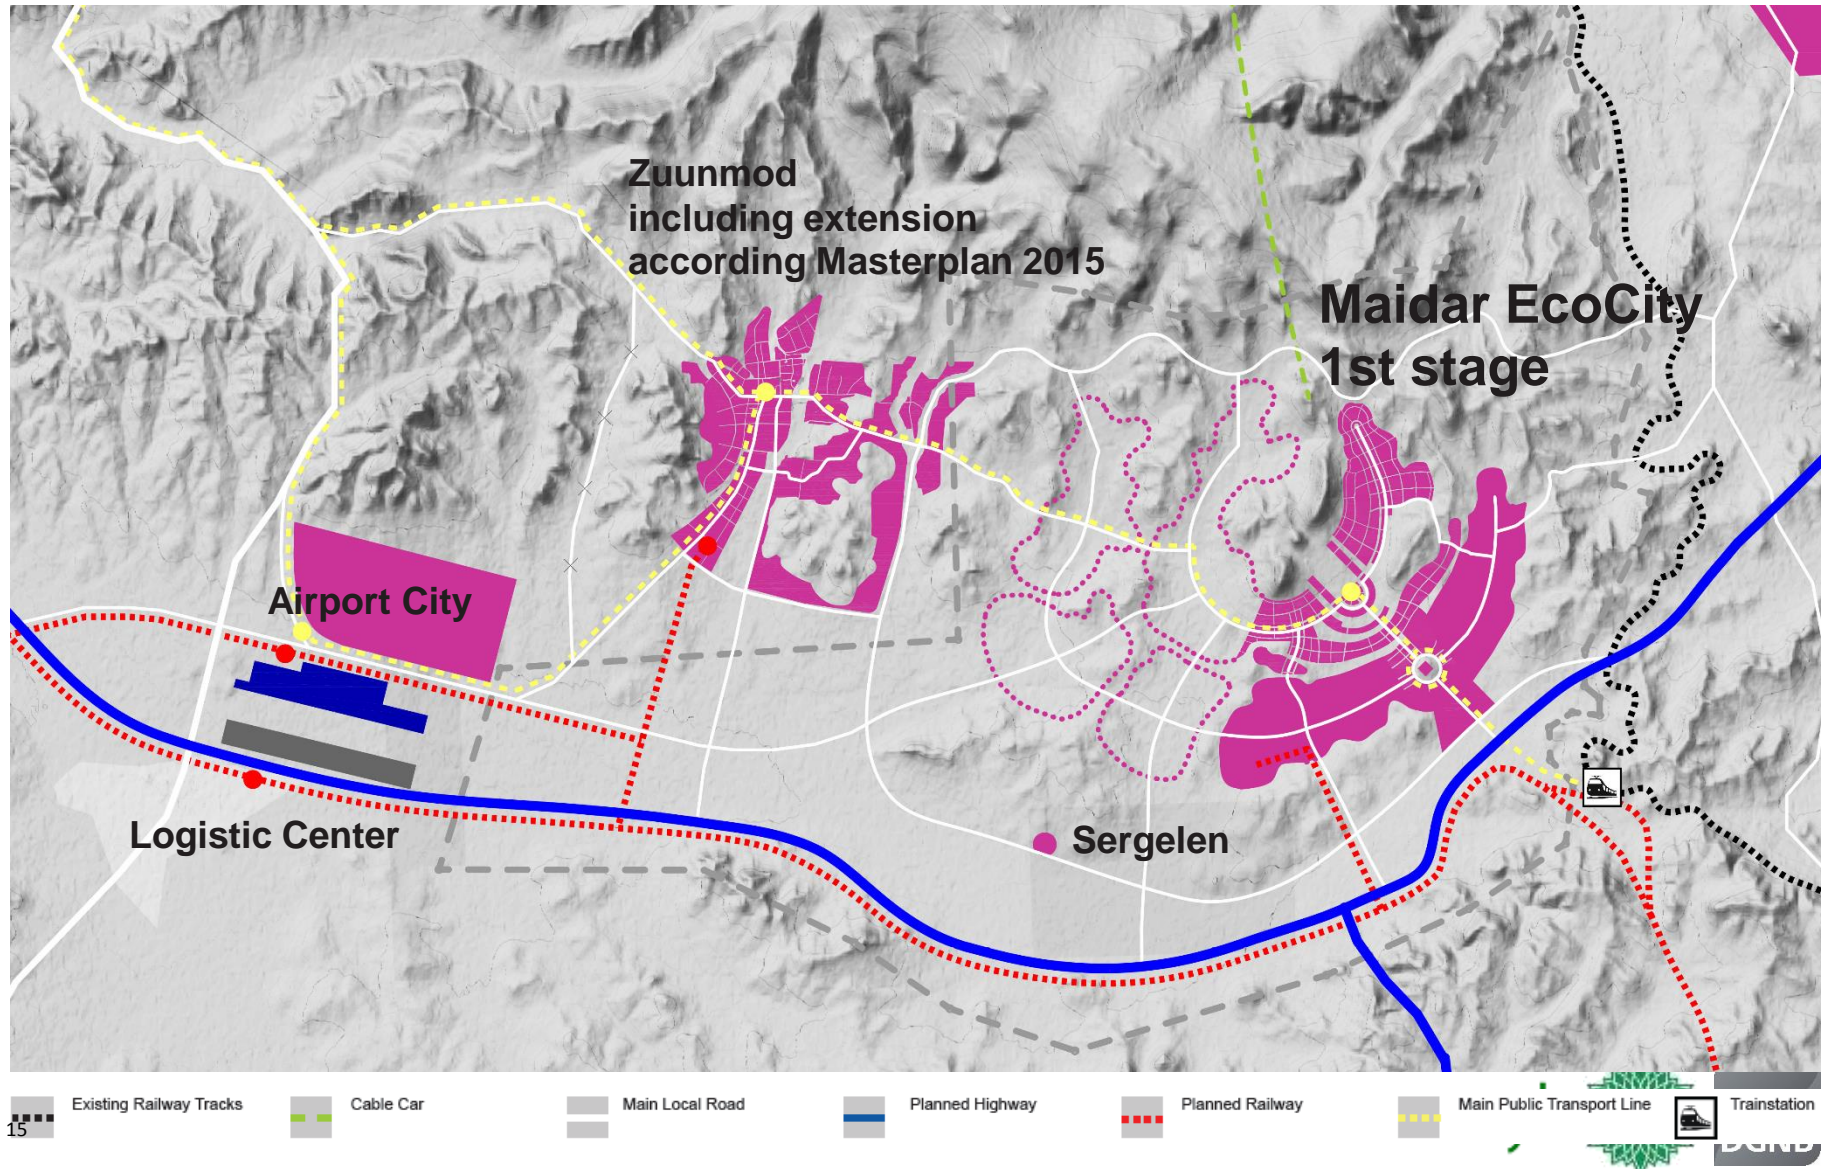 Zuunmod
including extension
according Masterplan 2015
Maidar EcoCity
1st stage
Airport City
Logistic Center
Sergelen
Existing Railway Tracks
Cable Car
Main Local Road
Planned Highway
Planned Railway
Main Public Transport Line
Trainstation
15
DGNB